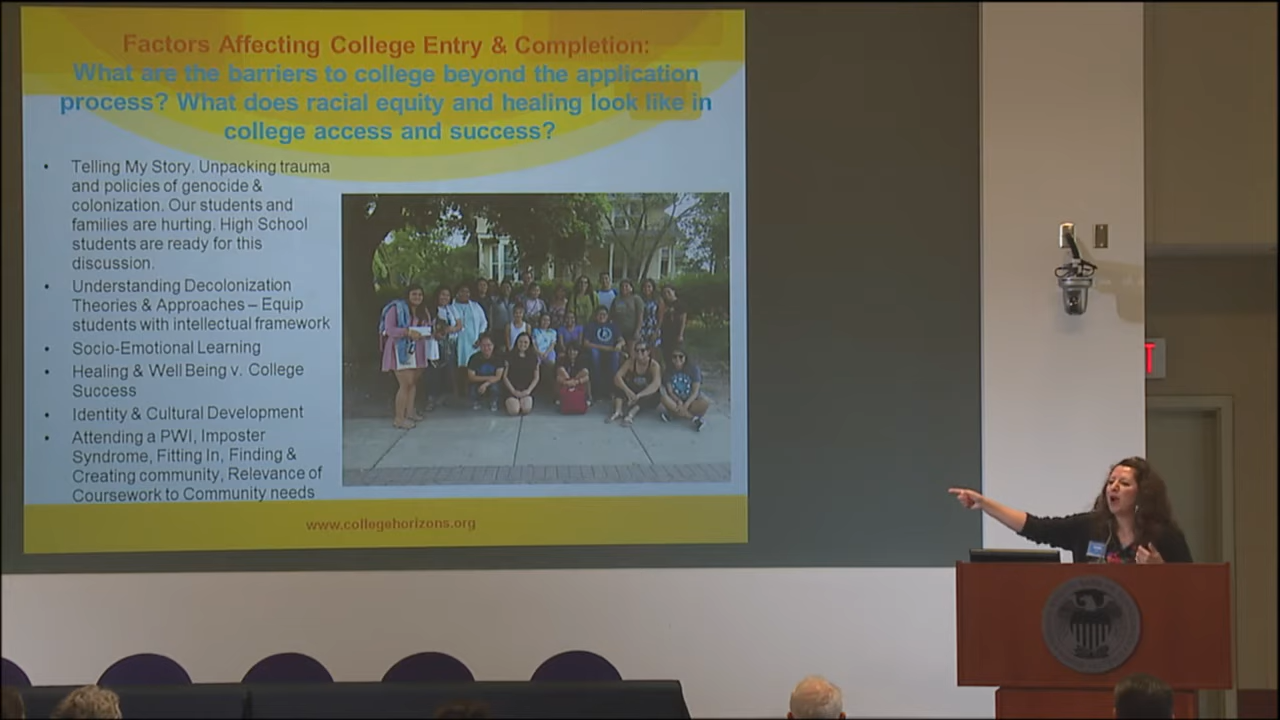 Factors Affecting College Entry & Completion:
What are the barriers to college beyond the application
process? What does racial equity and healing look like in
college access and success?
• Telling My Story. Unpacking trauma
and policies of genocide &
colonization. Our students and
families are hurting. High School
students are ready for this
discussion.
• Understanding Decolonization
Theories & Approaches – Equip
students with intellectual framework
• Socio-Emotional Learning
• Healing & Well Being v. College
Success
• Identity & Cultural Development
• Attending a PWI, Imposter
Syndrome, Fitting In, Finding &
Creating community, Relevance of
Coursework to Community needs
www.collegehorizons.org